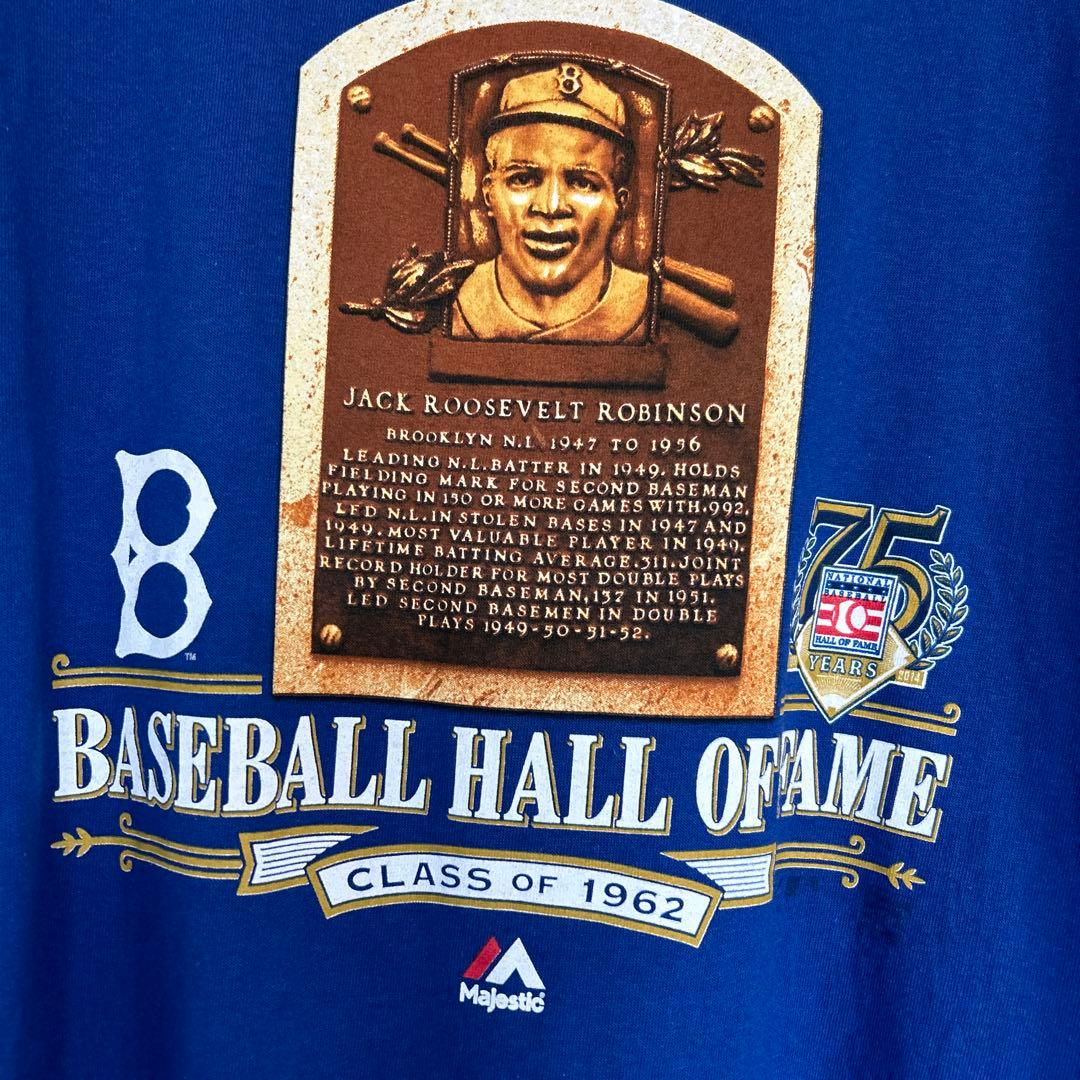 B
JACK ROOSEVELT ROBINSON
BROOKLYN N.L. 1947 TO 1956
LEADING N.L. BATTER IN 1949. HOLDS
FIELDING MARK FOR SECOND BASEMAN
PLAYING IN 150 OR MORE GAMES WITH .992.
LED N.L. IN STOLEN BASES IN 1947 AND
1949. MOST VALUABLE PLAYER IN 1949.
LIFETIME BATTING AVERAGE .311. JOINT
RECORD HOLDER FOR MOST DOUBLE PLAYS
BY SECOND BASEMAN, 137 IN 1951.
LED SECOND BASEMEN IN DOUBLE
PLAYS 1949-50-51-52.
B
TM
75
NATIONAL
BASEBALL
HALL OF FAME
YEARS
2014
BASEBALL HALL OF FAME
CLASS OF 1962
Majestic